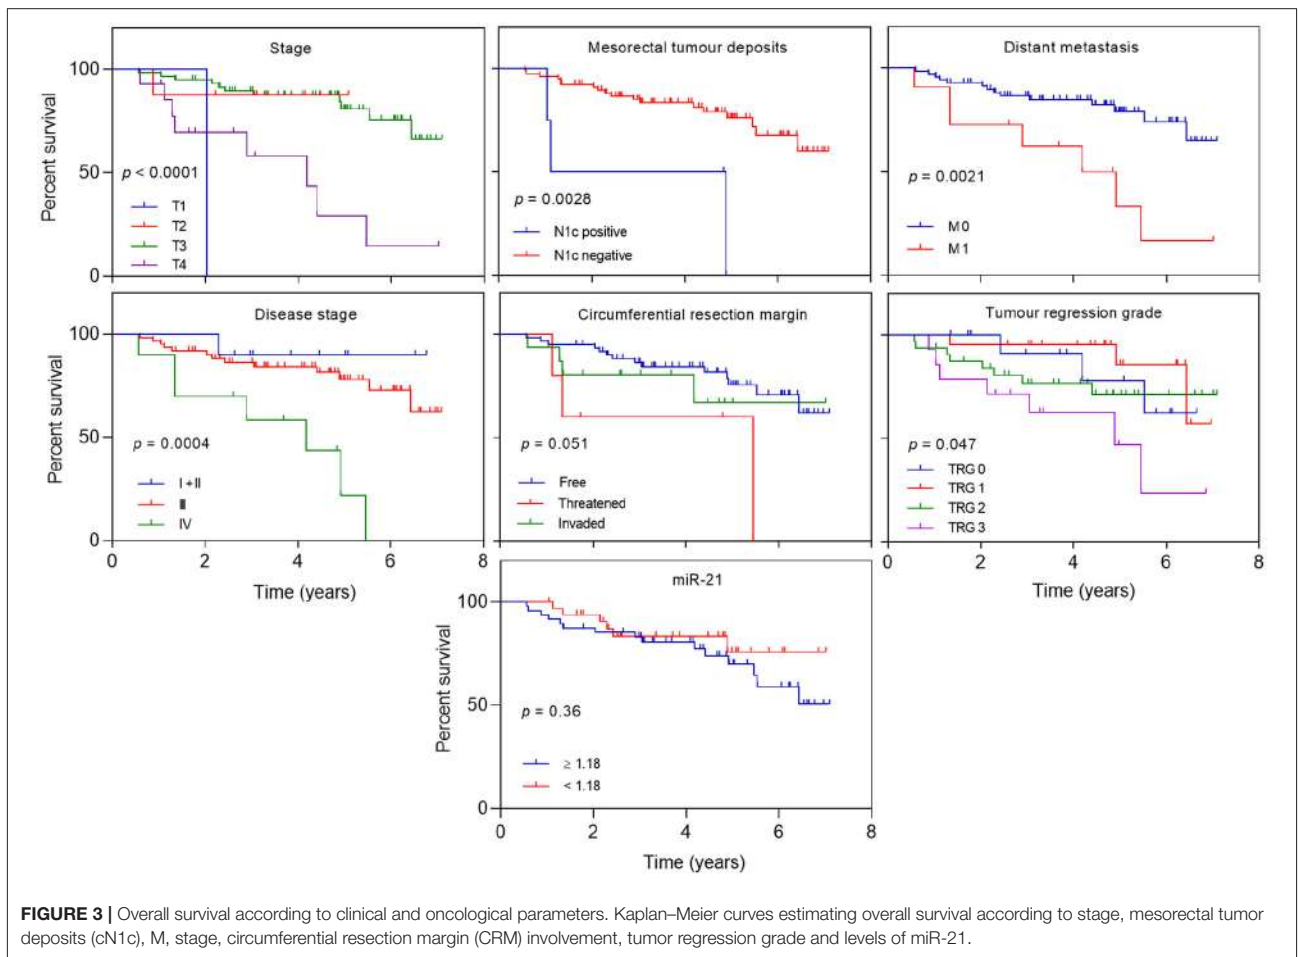 Stage
Percent survival
100
50
0
p < 0.0001
T1
T2
T3
T4
Mesorectal tumour deposits
p = 0.0028
N1c positive
N1c negative
Distant metastasis
p = 0.0021
M0
M1
Disease stage
Percent survival
100
50
0
p = 0.0004
I + II
III
IV
0 2 4 6 8
Time (years)
Circumferential resection margin
p = 0.051
Free
Threatened
Invaded
Tumour regression grade
p = 0.047
TRG 0
TRG 1
TRG 2
TRG 3
0 2 4 6 8
Time (years)
miR-21
Percent survival
100
50
0
p = 0.36
≥ 1.18
< 1.18
0 2 4 6 8
Time (years)
FIGURE 3 | Overall survival according to clinical and oncological parameters. Kaplan–Meier curves estimating overall survival according to stage, mesorectal tumor
deposits (cN1c), M, stage, circumferential resection margin (CRM) involvement, tumor regression grade and levels of miR-21.